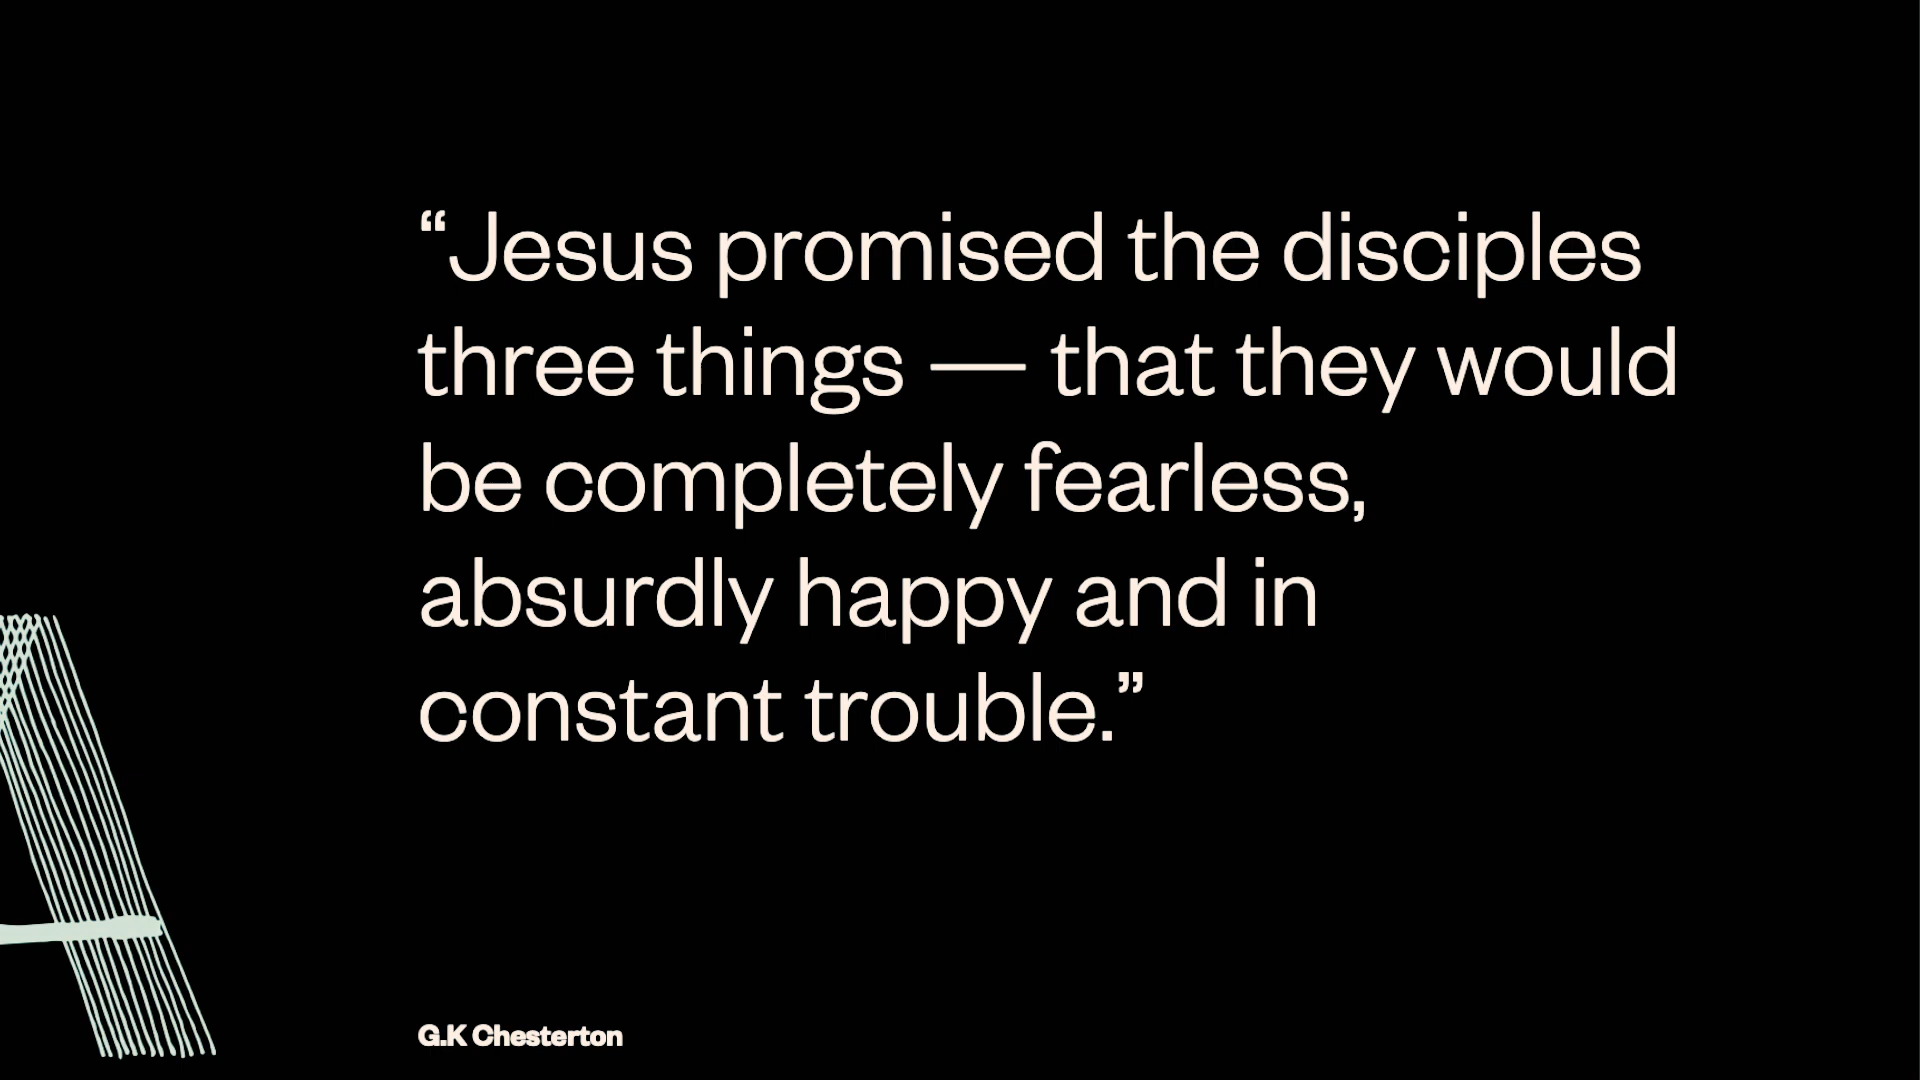 “Jesus promised the disciples
three things — that they would
be completely fearless,
absurdly happy and in
constant trouble.”
G.K Chesterton